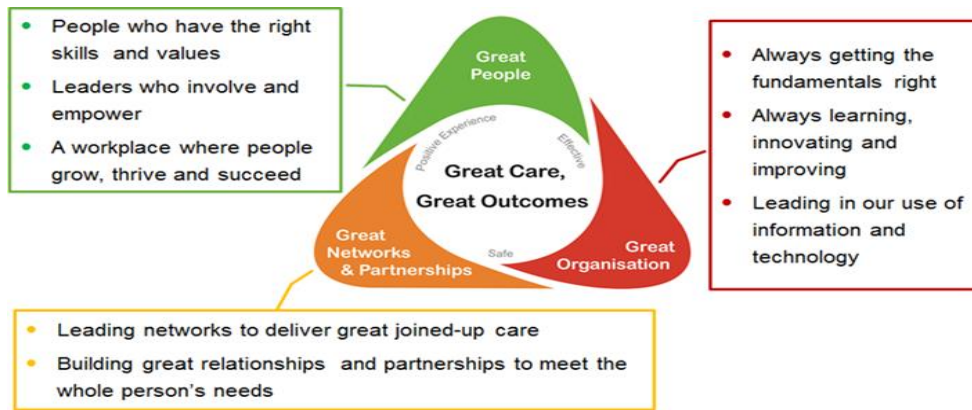 • People who have the right
skills and values
• Leaders who involve and
empower
• A workplace where people
grow, thrive and succeed
Great
People
• Always getting the
fundamentals right
• Always learning,
innovating and
improving
• Leading in our use of
information and
technology
Positive Experience
Effective
Great Care,
Great Outcomes
Safe
Great
Networks
& Partnerships
Great
Organisation
• Leading networks to deliver great joined-up care
• Building great relationships and partnerships to meet the
whole person's needs